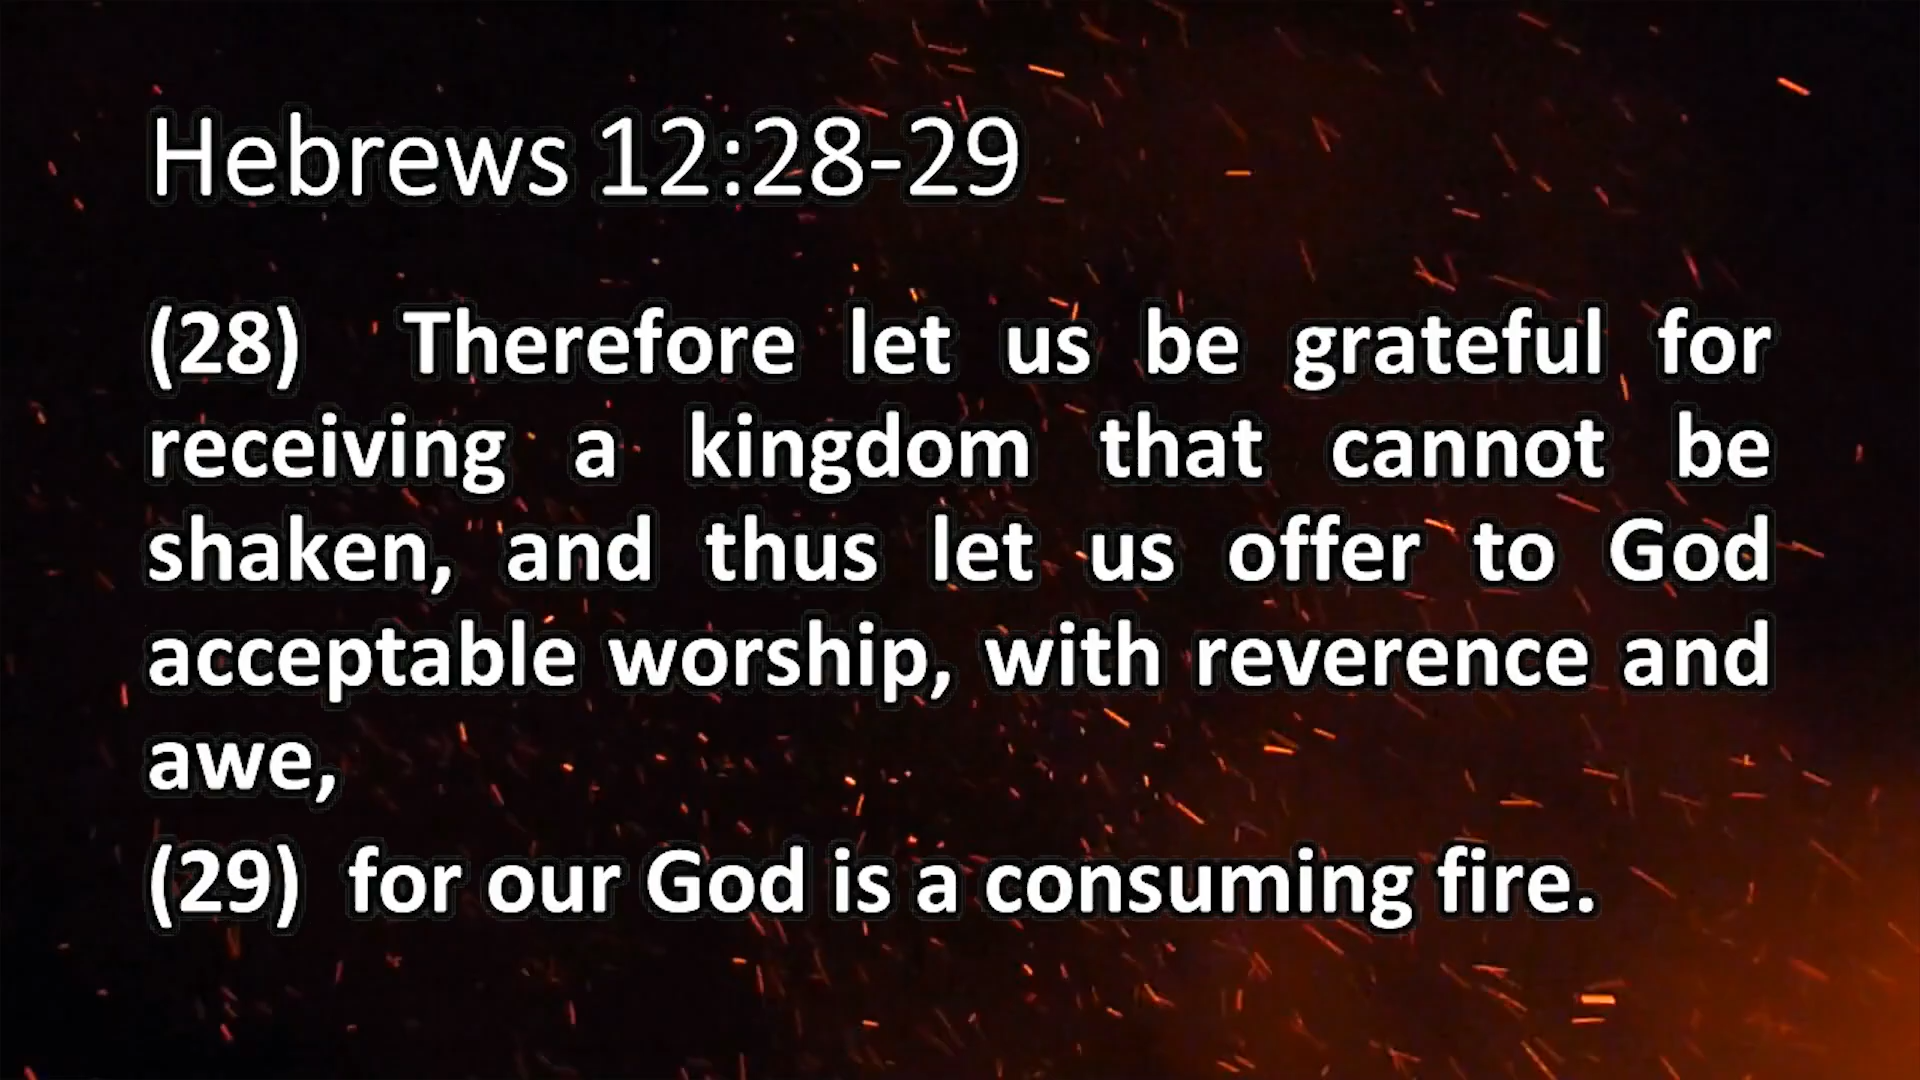 Hebrews 12:28-29
(28) Therefore let us be grateful for
receiving a kingdom that cannot be
shaken, and thus let us offer to God
acceptable worship, with reverence and
awe,
(29) for our God is a consuming fire.